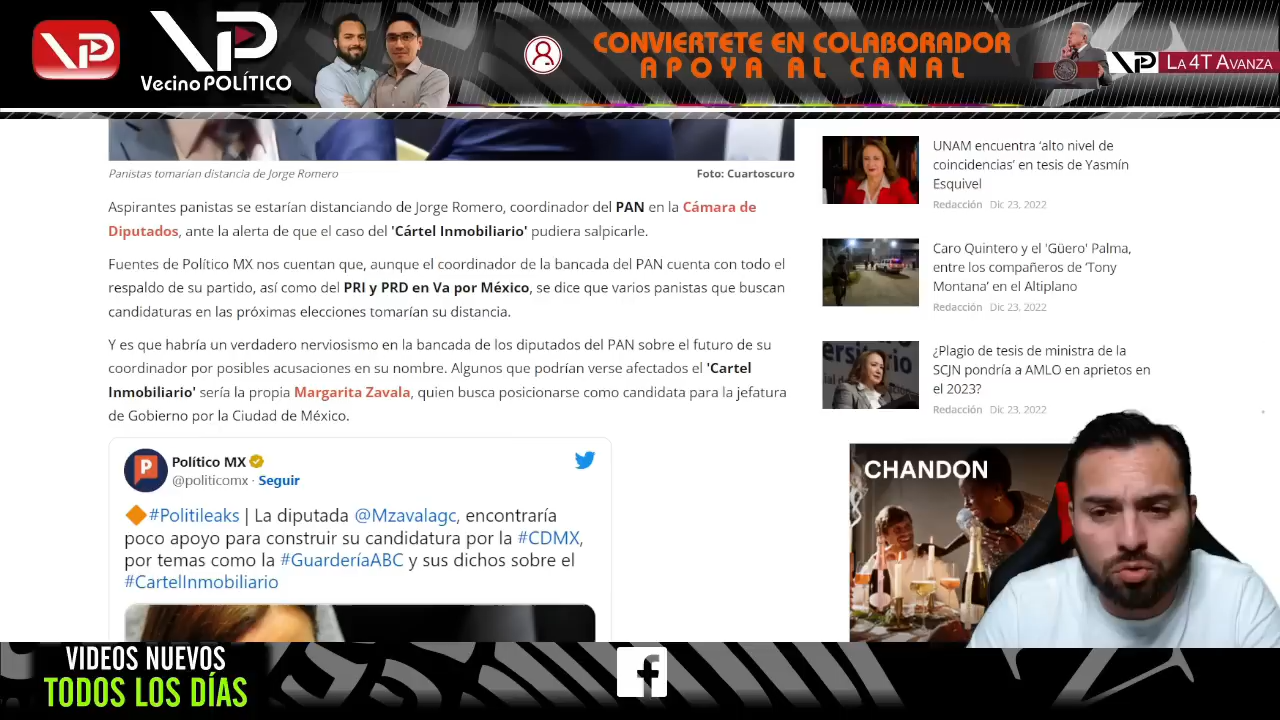 VP
VP
Vecino POLÍTICO
CONVIERTETE EN COLABORADOR
APOYA AL CANAL
VP LA 4T AVANZA
Panistas tomarían distancia de Jorge Romero
Foto: Cuartoscuro
Aspirantes panistas se estarían distanciando de Jorge Romero, coordinador del PAN en la Cámara de
Diputados, ante la alerta de que el caso del 'Cártel Inmobiliario' pudiera salpicarle.
Fuentes de Político MX nos cuentan que, aunque el coordinador de la bancada del PAN cuenta con todo el
respaldo de su partido, así como del PRI y PRD en Va por México, se dice que varios panistas que buscan
candidaturas en las próximas elecciones tomarían su distancia.
Y es que habría un verdadero nerviosismo en la bancada de los diputados del PAN sobre el futuro de su
coordinador por posibles acusaciones en su nombre. Algunos que podrían verse afectados el 'Cartel
Inmobiliario' sería la propia Margarita Zavala, quien busca posicionarse como candidata para la jefatura
de Gobierno por la Ciudad de México.
Político MX
@politicomx · Seguir
#Politileaks | La diputada @Mzavalagc, encontraría
poco apoyo para construir su candidatura por la #CDMX,
por temas como la #GuarderíaABC y sus dichos sobre el
#CartelInmobiliario
UNAM encuentra ‘alto nivel de
coincidencias’ en tesis de Yasmín
Esquivel
Redacción Dic 23, 2022
Caro Quintero y el 'Güero' Palma,
entre los compañeros de ‘Tony
Montana’ en el Altiplano
Redacción Dic 23, 2022
¿Plagio de tesis de ministra de la
SCJN pondría a AMLO en aprietos en
el 2023?
Redacción Dic 23, 2022
CHANDON
VIDEOS NUEVOS
TODOS LOS DÍAS